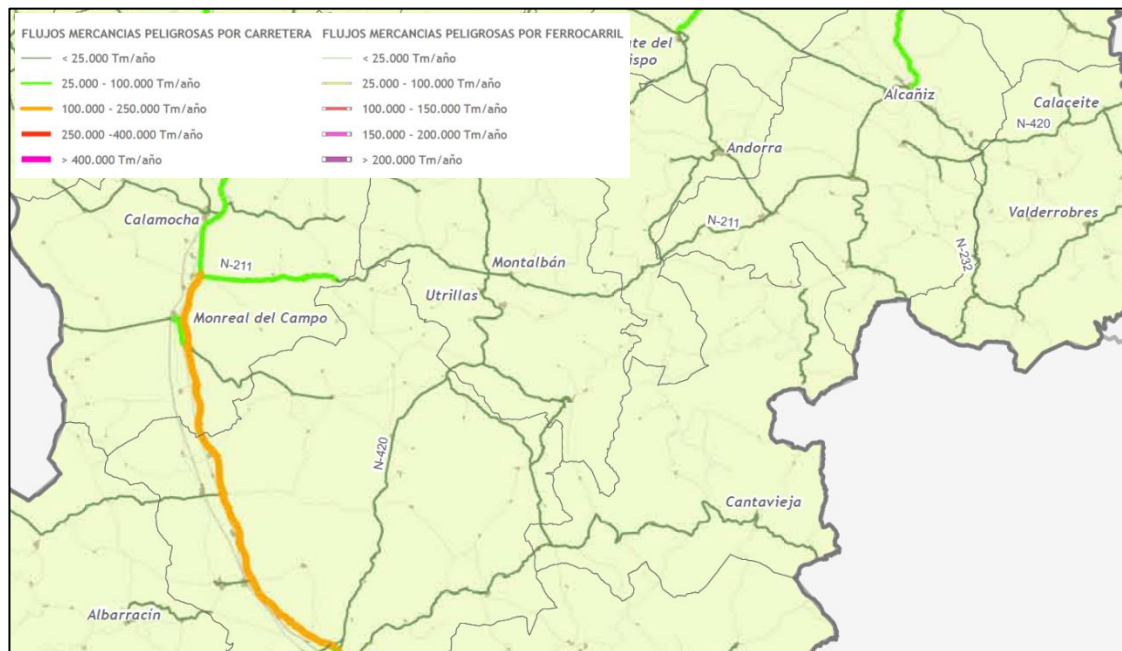 FLUJOS MERCANCIAS PELIGROSAS POR CARRETERA
< 25.000 Tm/año
25.000 - 100.000 Tm/año
100.000 - 250.000 Tm/año
250.000 -400.000 Tm/año
> 400.000 Tm/año
FLUJOS MERCANCIAS PELIGROSAS POR FERROCARRIL
< 25.000 Tm/año
25.000 - 100.000 Tm/año
100.000 - 150.000 Tm/año
150.000 - 200.000 Tm/año
> 200.000 Tm/año
te del
ispo
Alcañiz
Calaceite
N-420
Andorra
Calamocha
N-211
Valderrobres
N-211
Montalbán
N-232
Utrillas
Monreal del Campo
N-420
Cantavieja
Albarracín